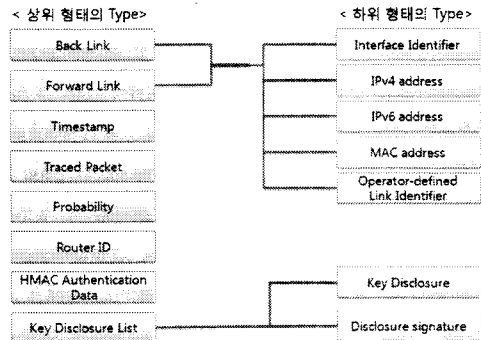 < 상위 형태의 Type>
Back Link
Forward Link
Timestamp
Traced Packet
Probability
Router ID
HMAC Authentication
Data
Key Disclosure List
< 하위 형태의 Type>
Interface Identifier
IPv4 address
IPv6 address
MAC address
Operator-defined
Link Identifier
Key Disclosure
Disclosure signature